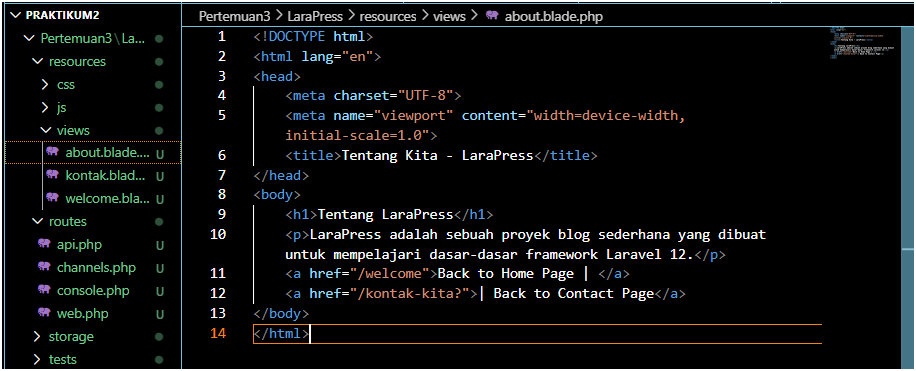 PRAKTIKUM2
Pertemuan3\La...
resources
css
js
views
about.blade.... U
kontak.blad... U
welcome.bla... U
routes
api.php U
channels.php U
console.php U
web.php U
storage
tests
Pertemuan3 > LaraPress > resources > views > about.blade.php
1 <!DOCTYPE html>
2 <html lang="en">
3 <head>
4 <meta charset="UTF-8">
5 <meta name="viewport" content="width=device-width,
initial-scale=1.0">
6 <title>Tentang Kita - LaraPress</title>
7 </head>
8 <body>
9 <h1>Tentang LaraPress</h1>
10 <p>LaraPress adalah sebuah proyek blog sederhana yang dibuat
untuk mempelajari dasar-dasar framework Laravel 12.</p>
11 <a href="/welcome">Back to Home Page | </a>
12 <a href="/kontak-kita?">| Back to Contact Page</a>
13 </body>
14 </html>